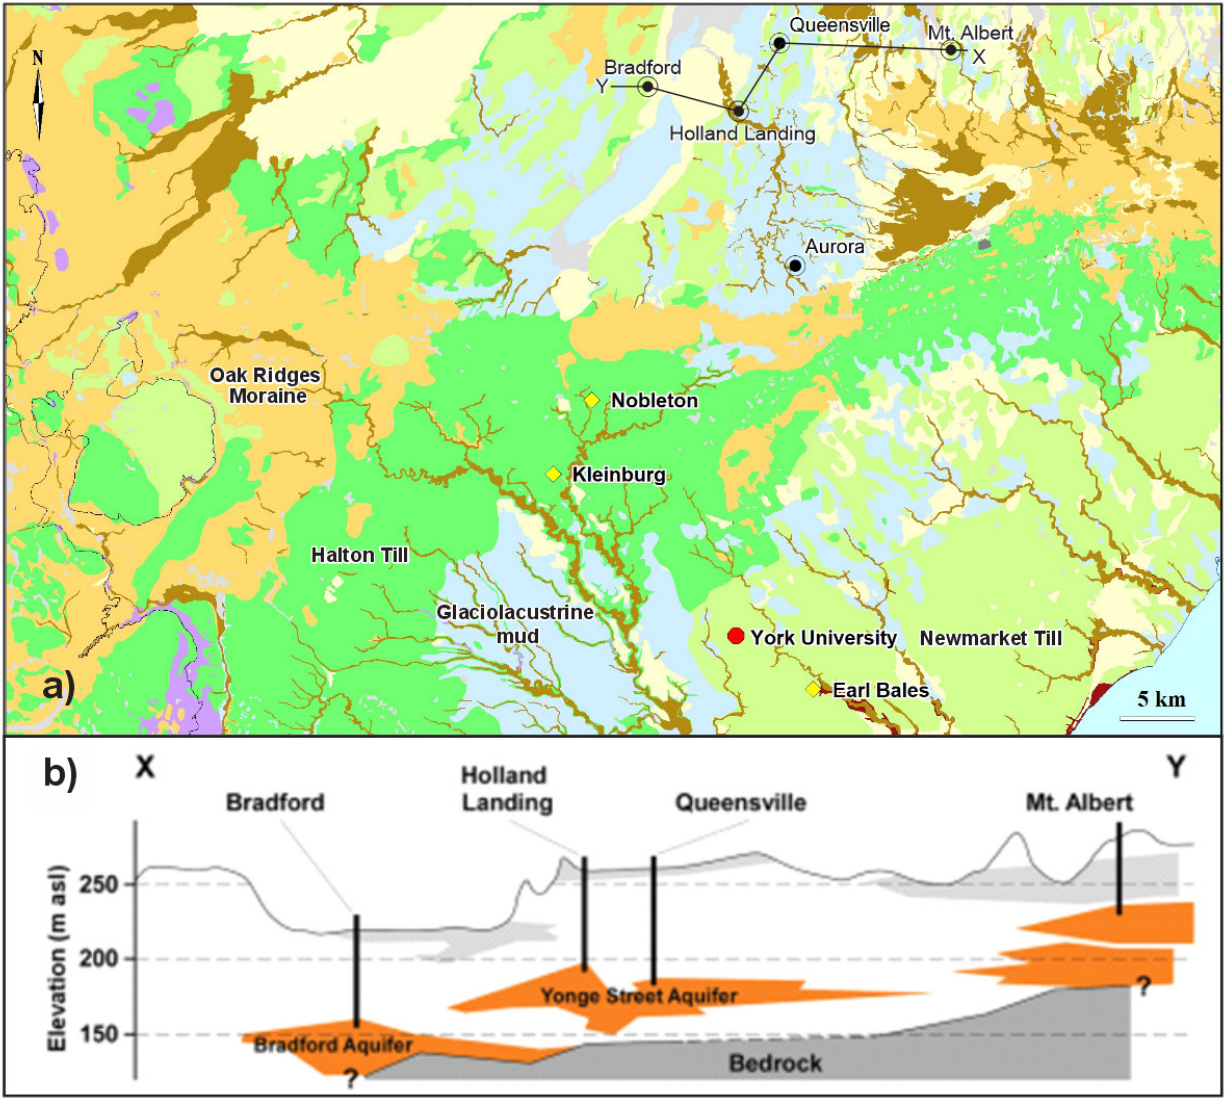 N
Queensville
Mt. Albert
X
Bradford
Y
Holland Landing
Aurora
Oak Ridges
Moraine
Nobleton
Kleinburg
Halton Till
Glaciolacustrine
mud
York University
Newmarket Till
Earl Bales
a)
5 km
b)
X
Y
Bradford
Holland
Landing
Queensville
Mt. Albert
Elevation (m asl)
250
200
150
Yonge Street Aquifer
Bradford Aquifer
?
?
Bedrock